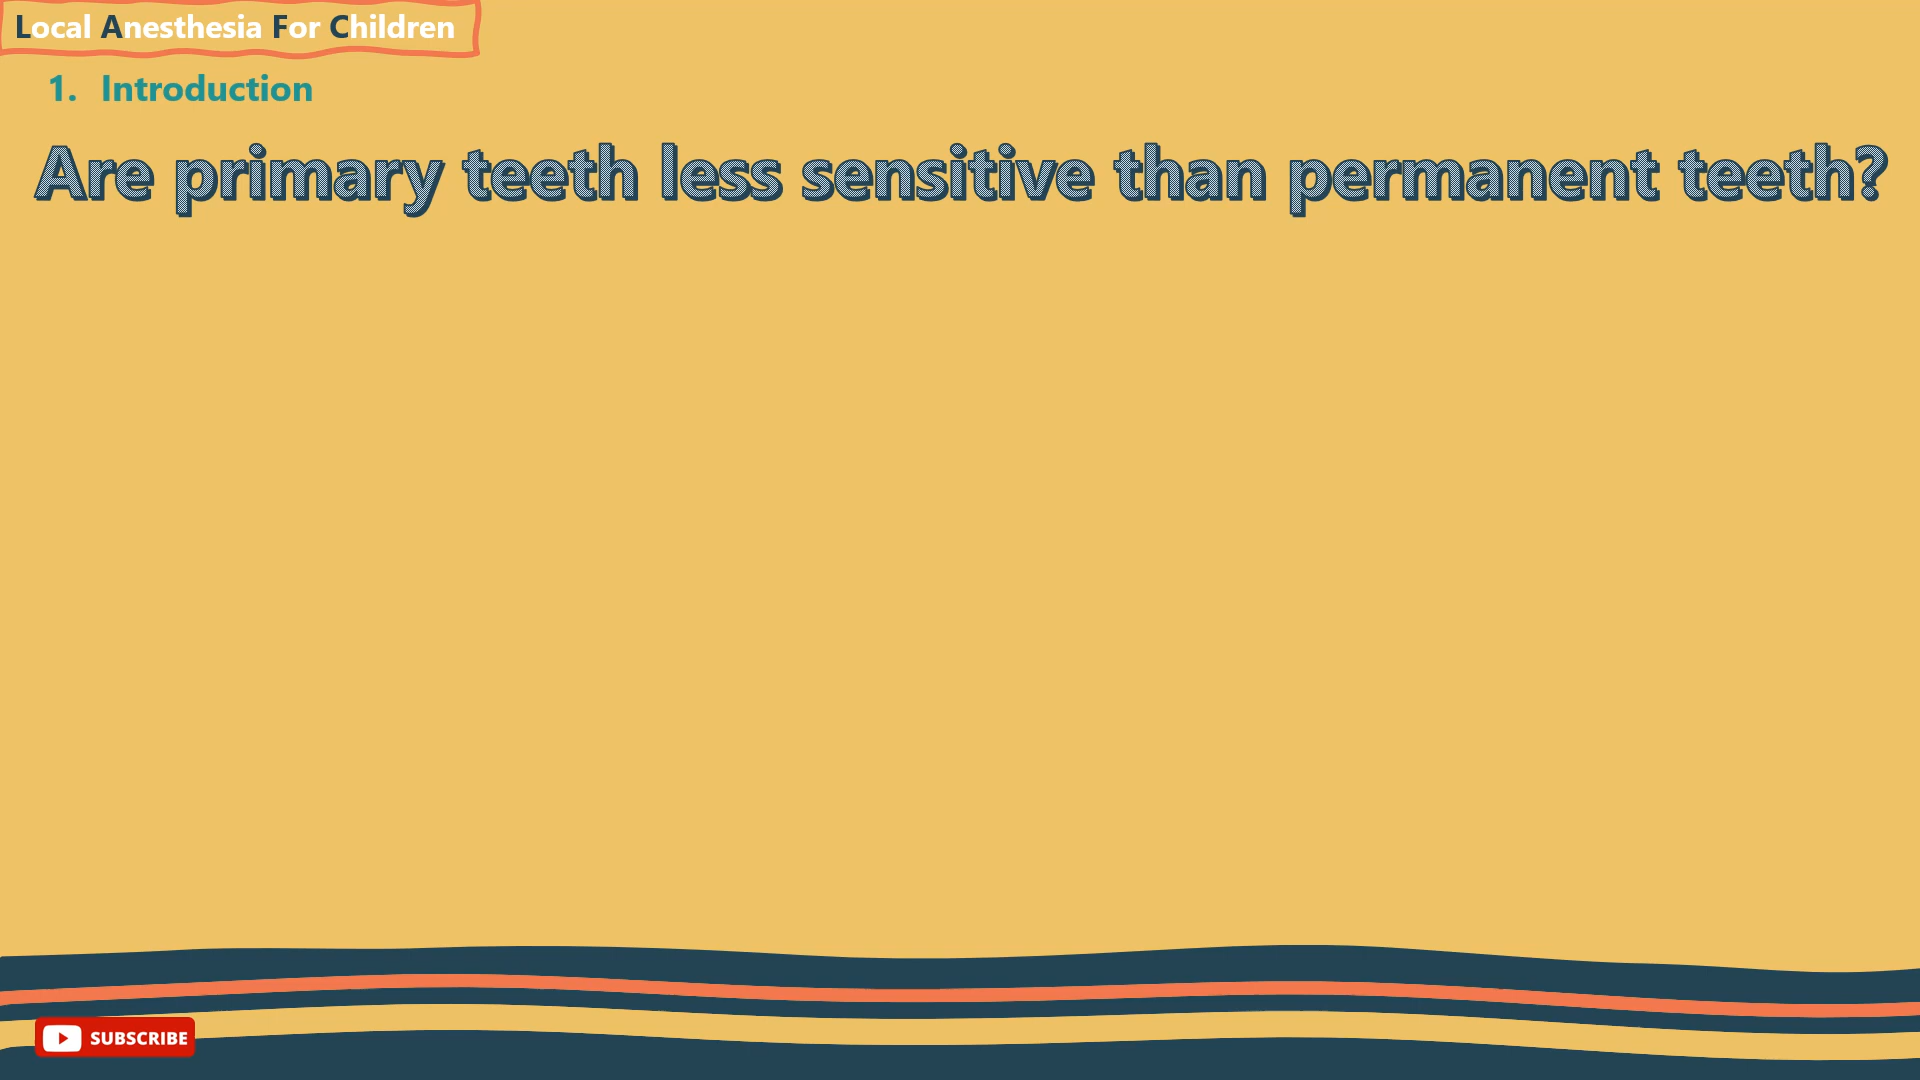 Local Anesthesia For Children
1. Introduction
Are primary teeth less sensitive than permanent teeth?
SUBSCRIBE